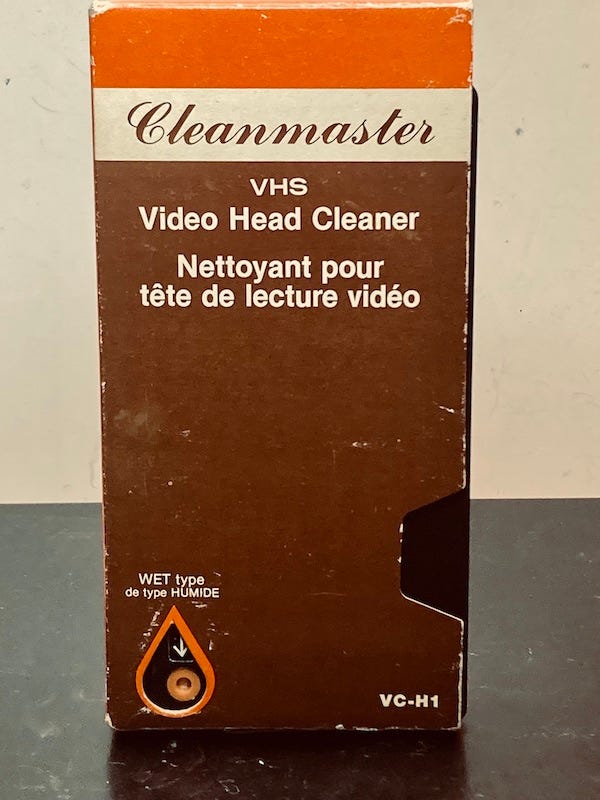 Cleanmaster
VHS
Video Head Cleaner
Nettoyant pour
tête de lecture vidéo
WET type
de type HUMIDE
VC-H1